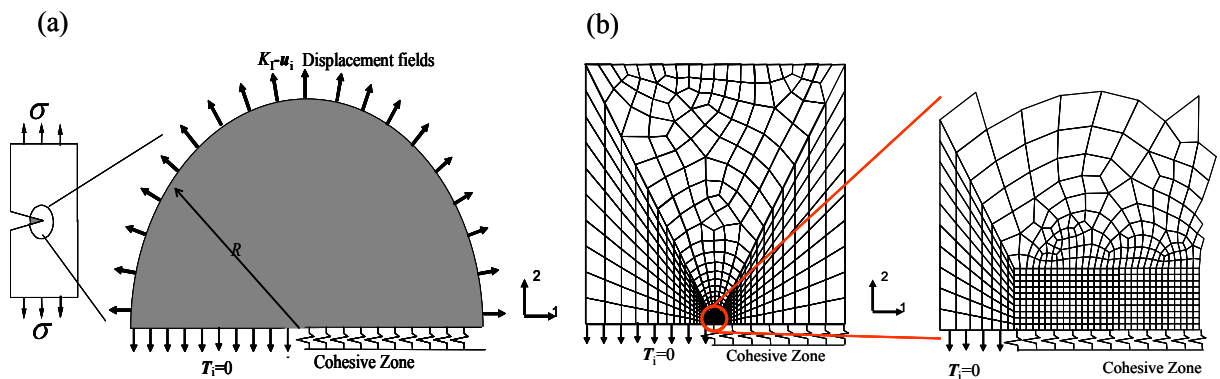 (a)
K_I-u_i Displacement fields
σ
σ
R
2
1
T_i=0
Cohesive Zone
(b)
2
1
T_i=0
Cohesive Zone
T_i=0
Cohesive Zone